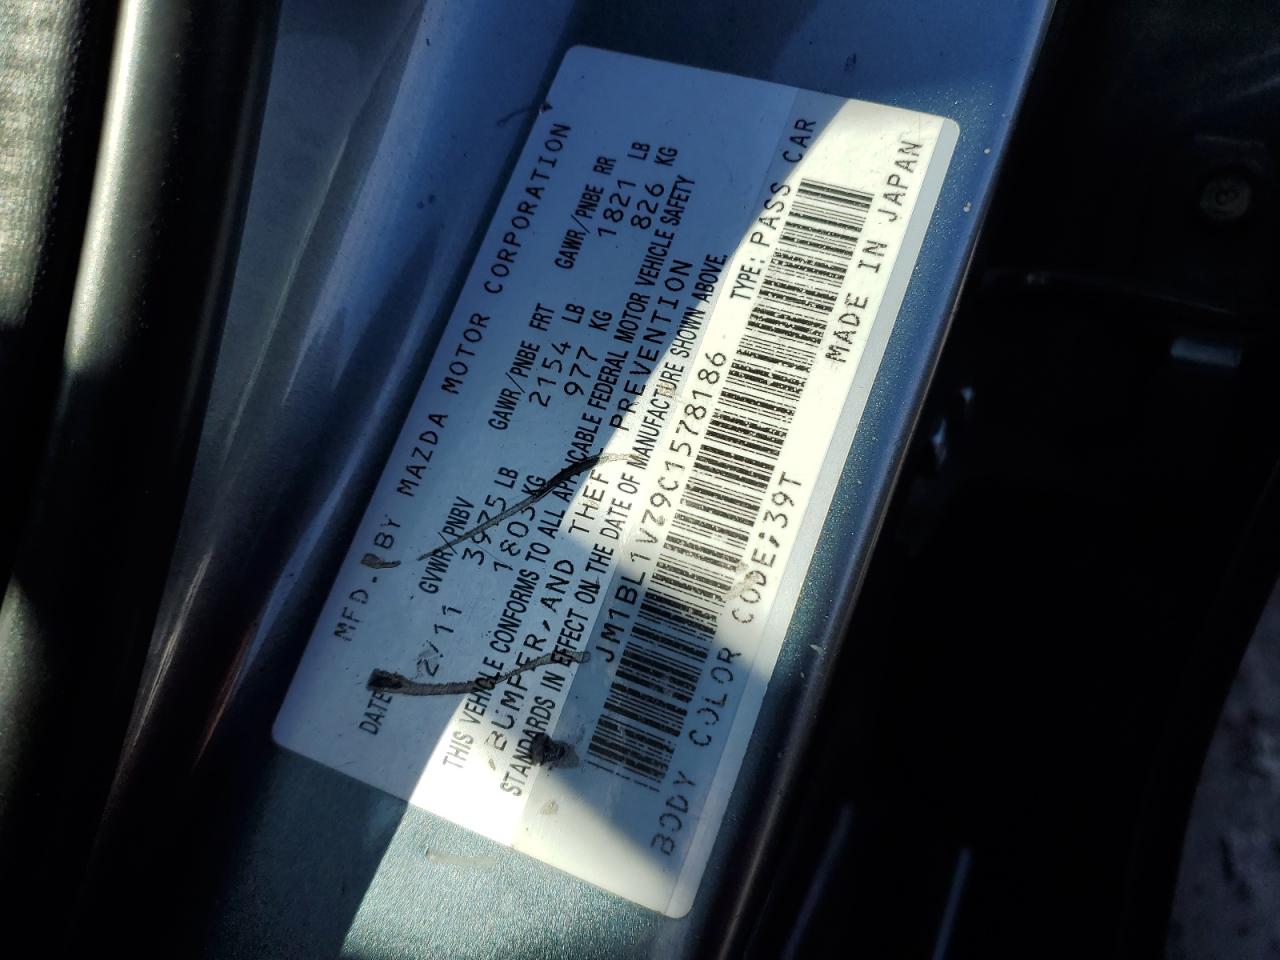 MFD. BY MAZDA MOTOR CORPORATION
DATE 2/11 GVWR/PNBV GAWR/PNBE FRT GAWR/PNBE RR
3975 LB 2154 LB 1821 LB
1803 KG 977 KG 826 KG
THIS VEHICLE CONFORMS TO ALL APPLICABLE FEDERAL MOTOR VEHICLE SAFETY
,BUMPER,AND THEFT PREVENTION
STANDARDS IN EFFECT ON THE DATE OF MANUFACTURE SHOWN ABOVE.
JM1BL1VZ9C1578186 TYPE:PASS CAR
BODY COLOR CODE;39T MADE IN JAPAN